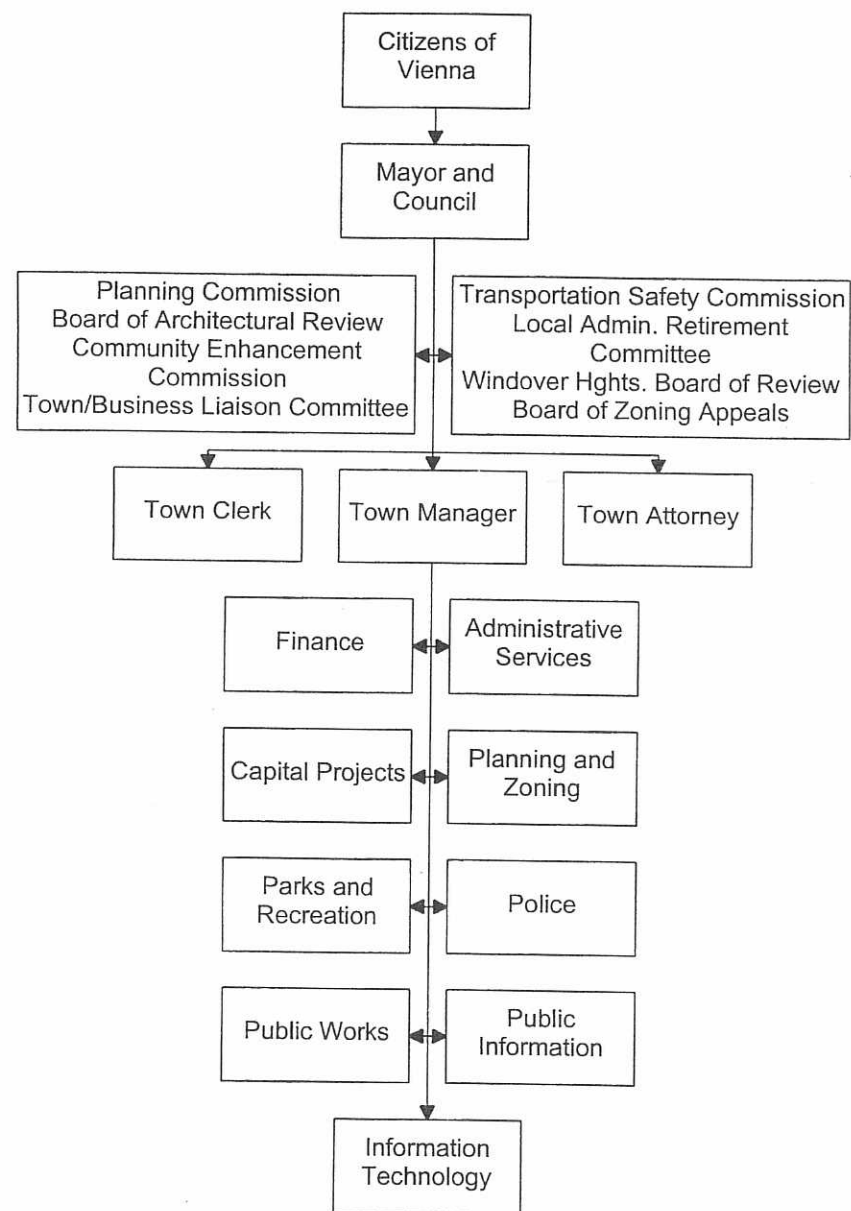 Citizens of
Vienna
Mayor and
Council
Planning Commission
Board of Architectural Review
Community Enhancement
Commission
Town/Business Liaison Committee
Transportation Safety Commission
Local Admin. Retirement
Committee
Windover Hghts. Board of Review
Board of Zoning Appeals
Town Clerk
Town Manager
Town Attorney
Finance
Administrative
Services
Capital Projects
Planning and
Zoning
Parks and
Recreation
Police
Public Works
Public
Information
Information
Technology